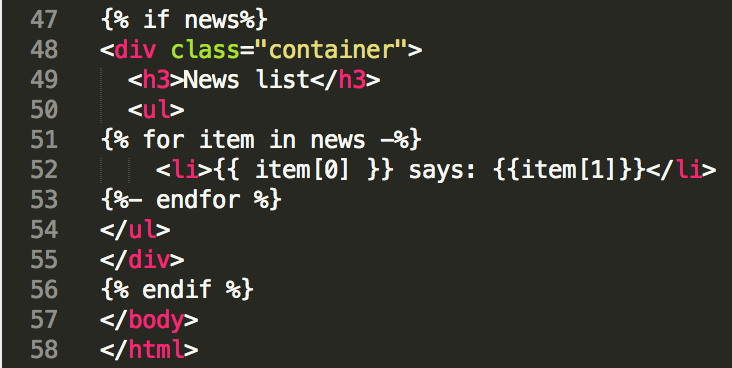 47 {% if news%}
48 <div class="container">
49 <h3>News list</h3>
50 <ul>
51 {% for item in news -%}
52 <li>{{ item[0] }} says: {{item[1]}}</li>
53 {%- endfor %}
54 </ul>
55 </div>
56 {% endif %}
57 </body>
58 </html>